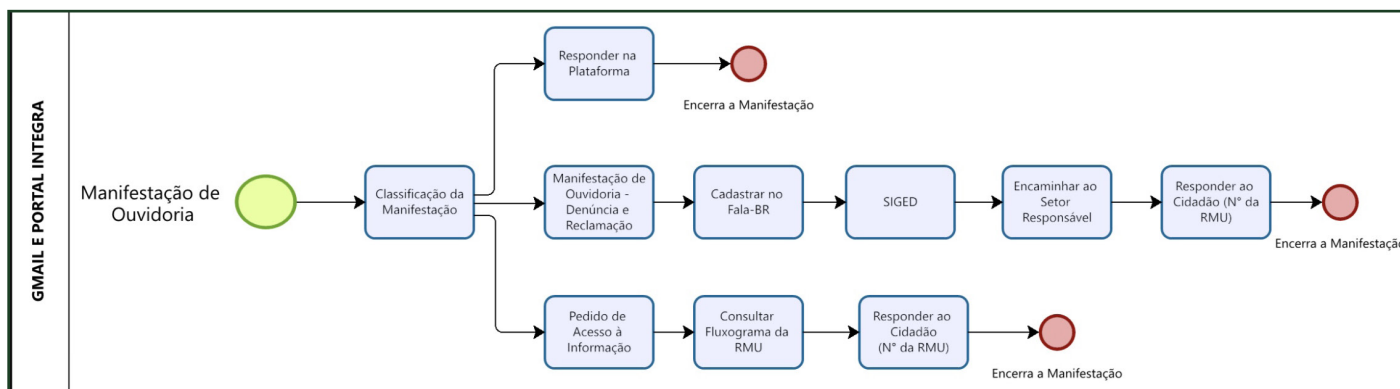 GMAIL E PORTAL INTEGRA
Manifestação de
Ouvidoria
Classificação da
Manifestação
Responder na
Plataforma
Encerra a Manifestação
Manifestação de
Ouvidoria -
Denúncia e
Reclamação
Cadastrar no
Fala-BR
SIGED
Encaminhar ao
Setor
Responsável
Responder ao
Cidadão (N° da
RMU)
Encerra a Manifestação
Pedido de
Acesso à
Informação
Consultar
Fluxograma da
RMU
Responder ao
Cidadão
(N° da RMU)
Encerra a Manifestação